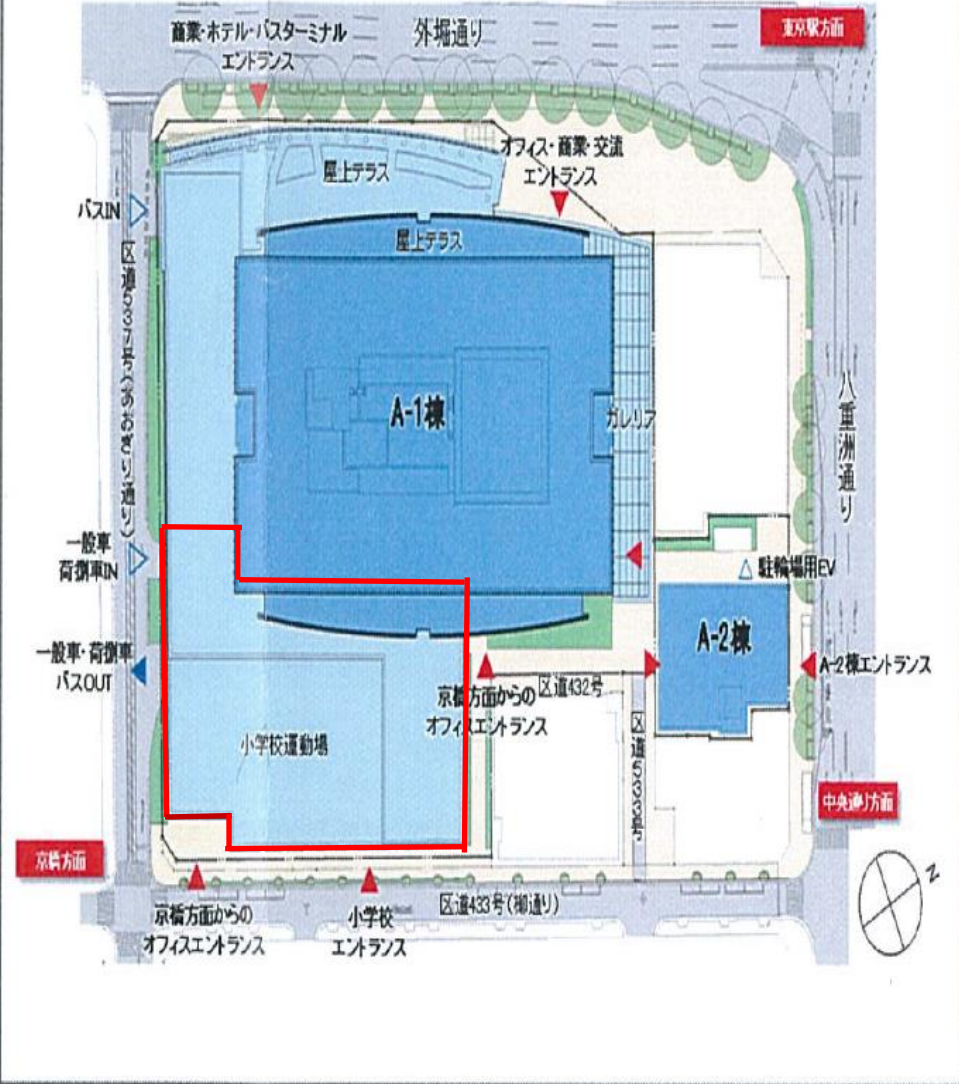 商業・ホテル・バスターミナル
エントランス
外堀通り
東京駅方面
オフィス・商業・交流
エントランス
屋上テラス
屋上テラス
バスIN
区道537号(あおぎり通り)
A-1棟
ガレリア
八重洲通り
一般車
荷捌車IN
駐輪場用EV
A-2棟
一般車・荷捌車
バスOUT
A-2棟エントランス
京橋方面からの
オフィスエントランス
区道432号
区道533号
小学校運動場
中央通り方面
京橋方面
N
区道433号(柳通り)
京橋方面からの
オフィスエントランス
小学校
エントランス